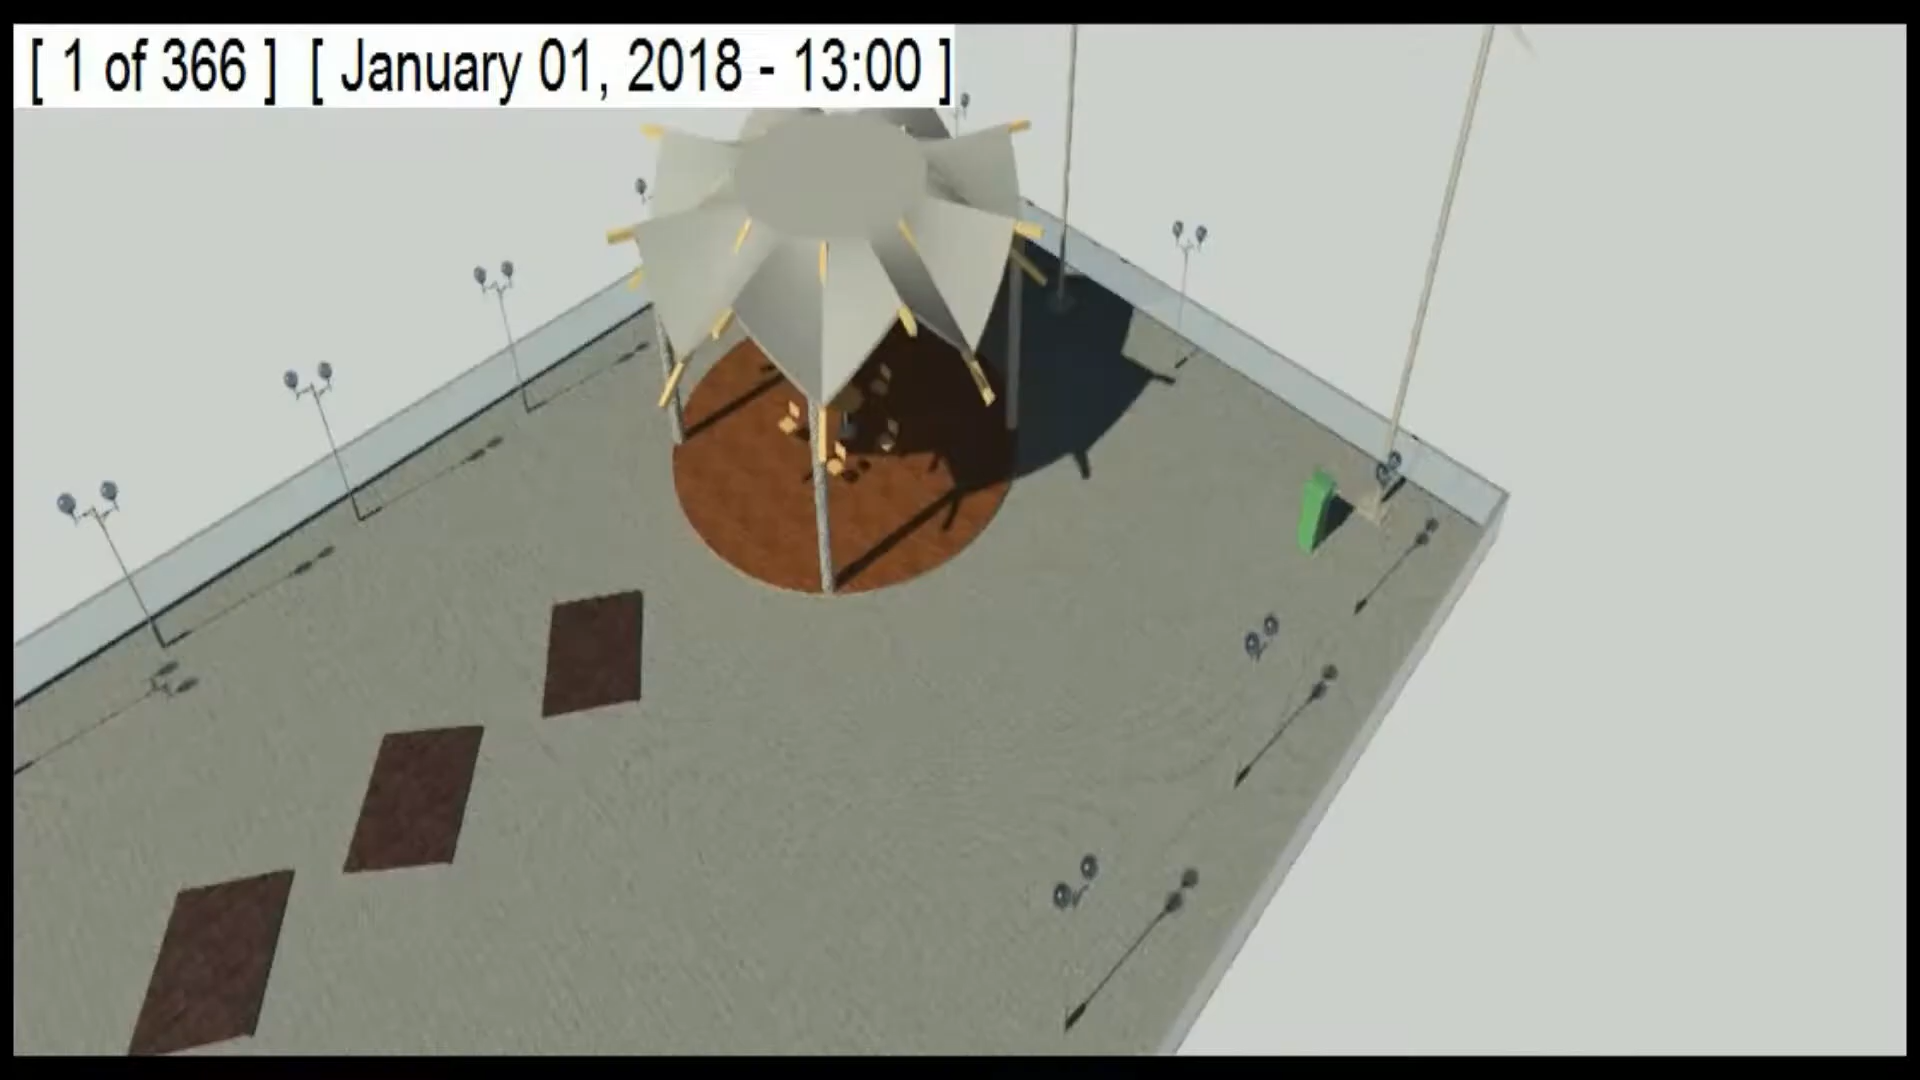 [ 1 of 366 ] [ January 01, 2018 - 13:00 ]